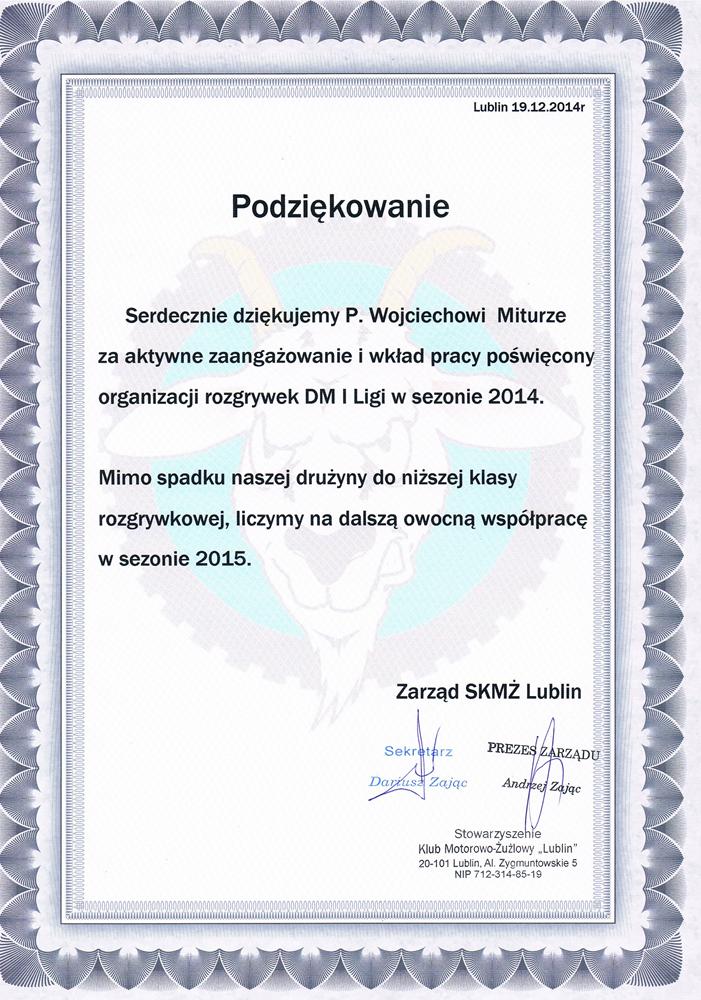 Lublin 19.12.2014r
Podziękowanie
Serdecznie dziękujemy P. Wojciechowi Miturze
za aktywne zaangażowanie i wkład pracy poświęcony
organizacji rozgrywek DM I Ligi w sezonie 2014.
Mimo spadku naszej drużyny do niższej klasy
rozgrywkowej, liczymy na dalszą owocną współpracę
w sezonie 2015.
Zarząd SKMŻ Lublin
Sekretarz
Dariusz Zając
PREZES ZARZĄDU
Andrzej Zając
Stowarzyszenie
Klub Motorowo-Żużlowy „Lublin”
20-101 Lublin, Al. Zygmuntowskie 5
NIP 712-314-85-19